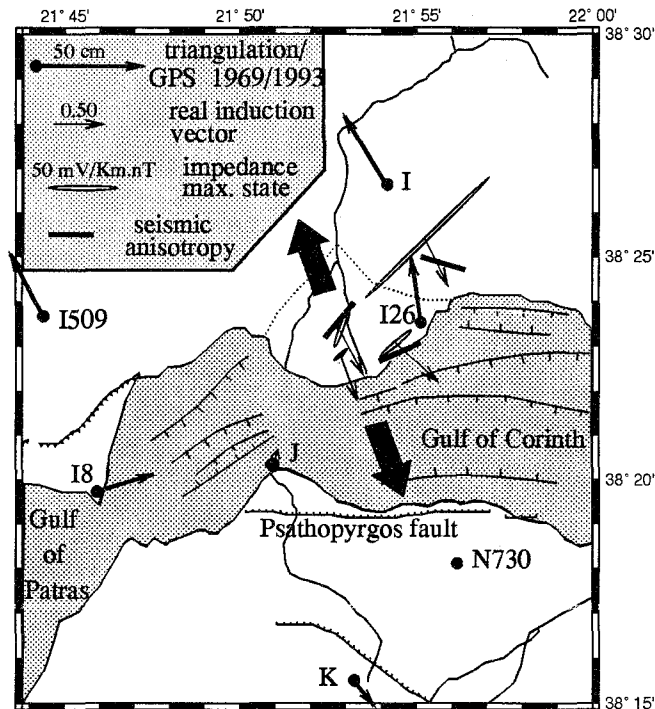 21° 45' 21° 50' 21° 55' 22° 00'
38° 30'
50 cm triangulation/
GPS 1969/1993
0.50 real induction
vector
50 mV/Km.nT impedance
max. state
seismic
anisotropy
I
38° 25'
I509
I26
Gulf of Corinth
J
I8
38° 20'
Gulf
of
Patras
Psathopyrgos fault
N730
K
38° 15'